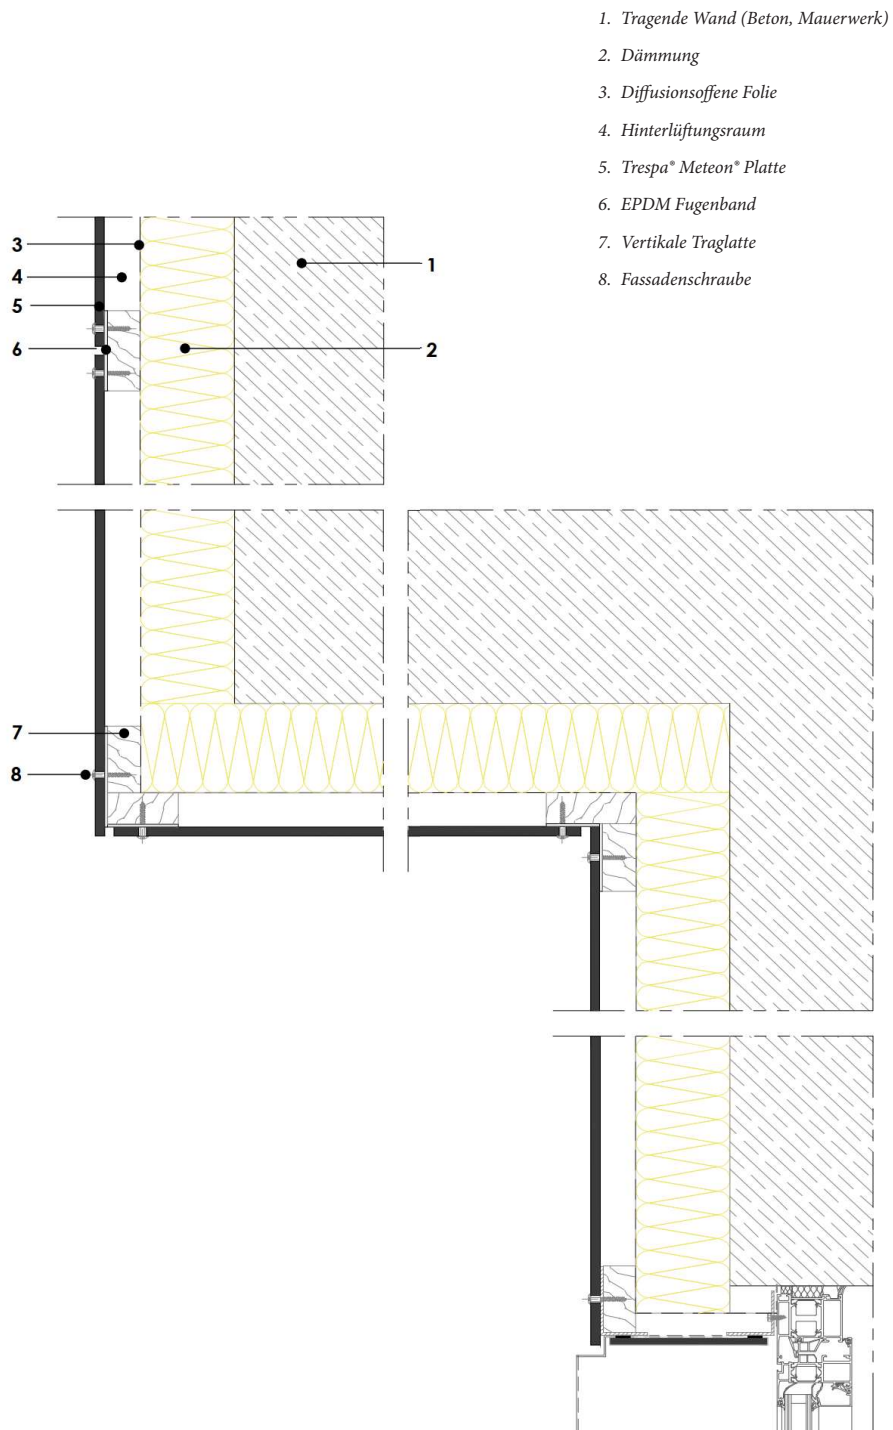 1. Tragende Wand (Beton, Mauerwerk)
2. Dämmung
3. Diffusionsoffene Folie
4. Hinterlüftungsraum
5. Trespa® Meteon® Platte
6. EPDM Fugenband
7. Vertikale Traglatte
8. Fassadenschraube
3
4
1
5
6
2
7
8